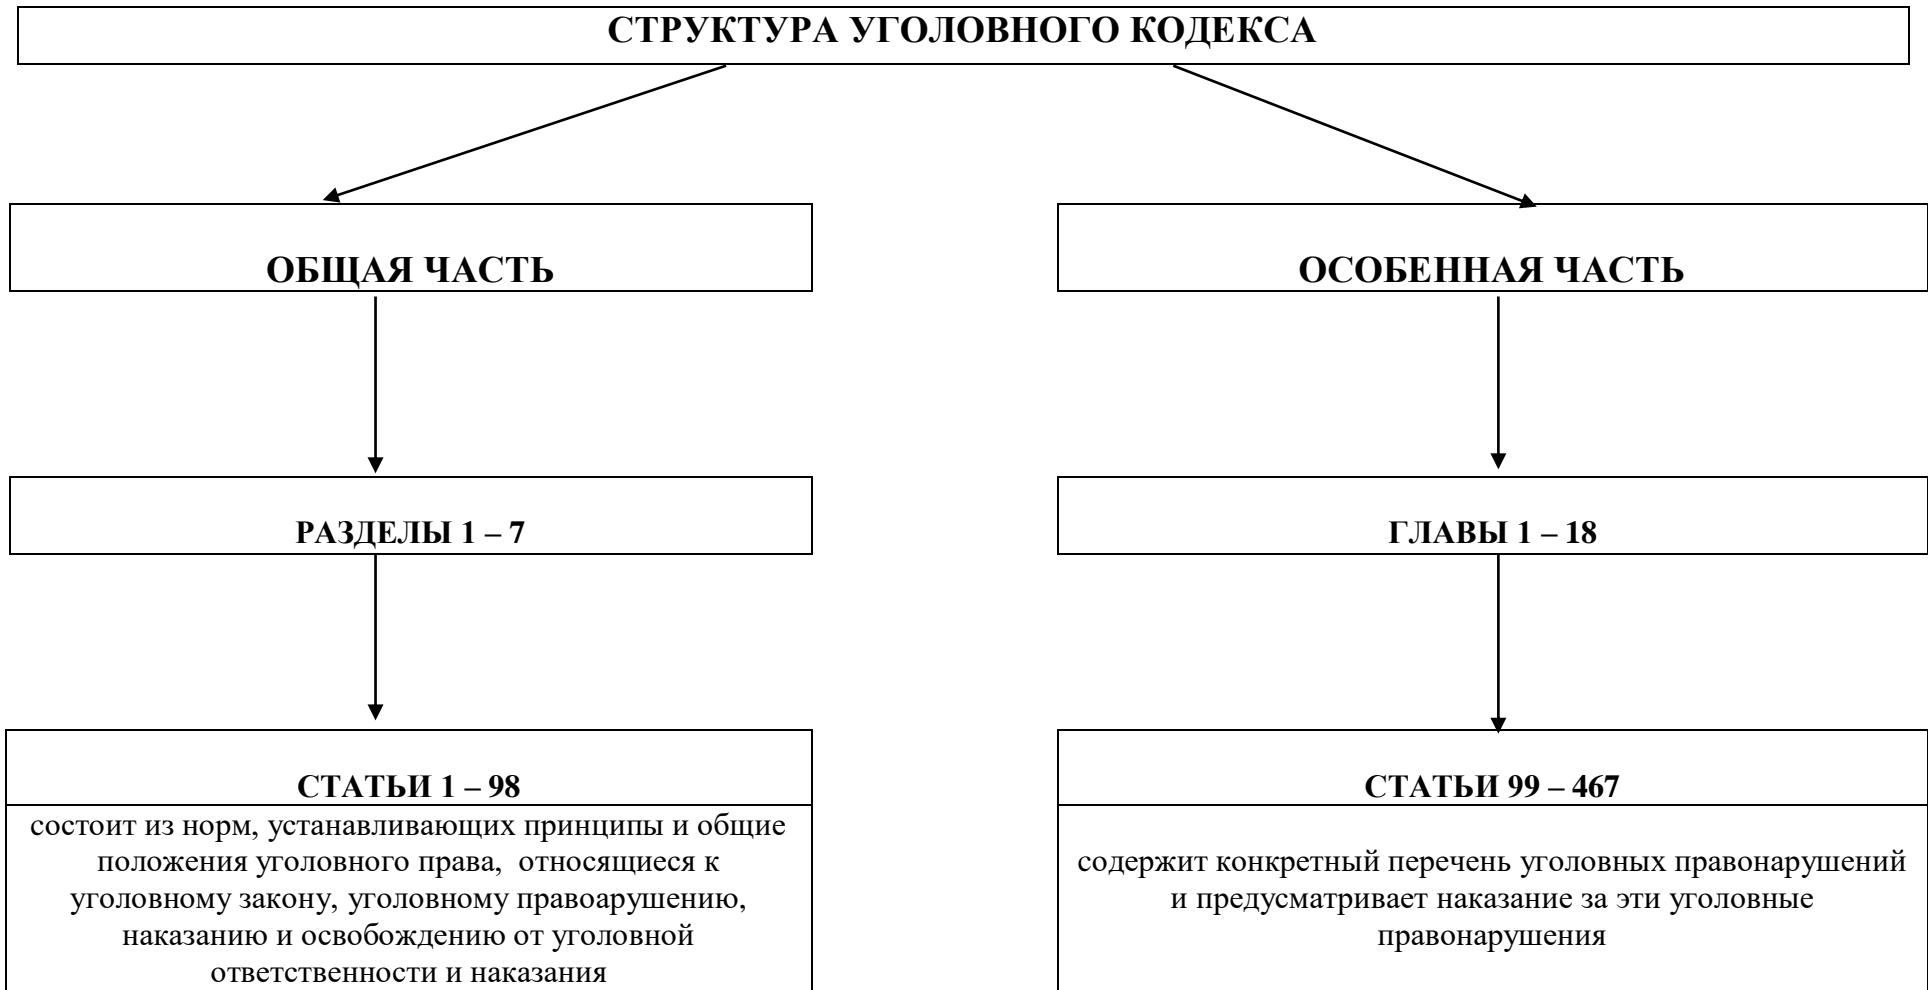 СТРУКТУРА УГОЛОВНОГО КОДЕКСА
ОБЩАЯ ЧАСТЬ
ОСОБЕННАЯ ЧАСТЬ
РАЗДЕЛЫ 1 – 7
ГЛАВЫ 1 – 18
СТАТЬИ 1 – 98
состоит из норм, устанавливающих принципы и общие
положения уголовного права, относящиеся к
уголовному закону, уголовному правоарушению,
наказанию и освобождению от уголовной
ответственности и наказания
СТАТЬИ 99 – 467
содержит конкретный перечень уголовных правонарушений
и предусматривает наказание за эти уголовные
правонарушения